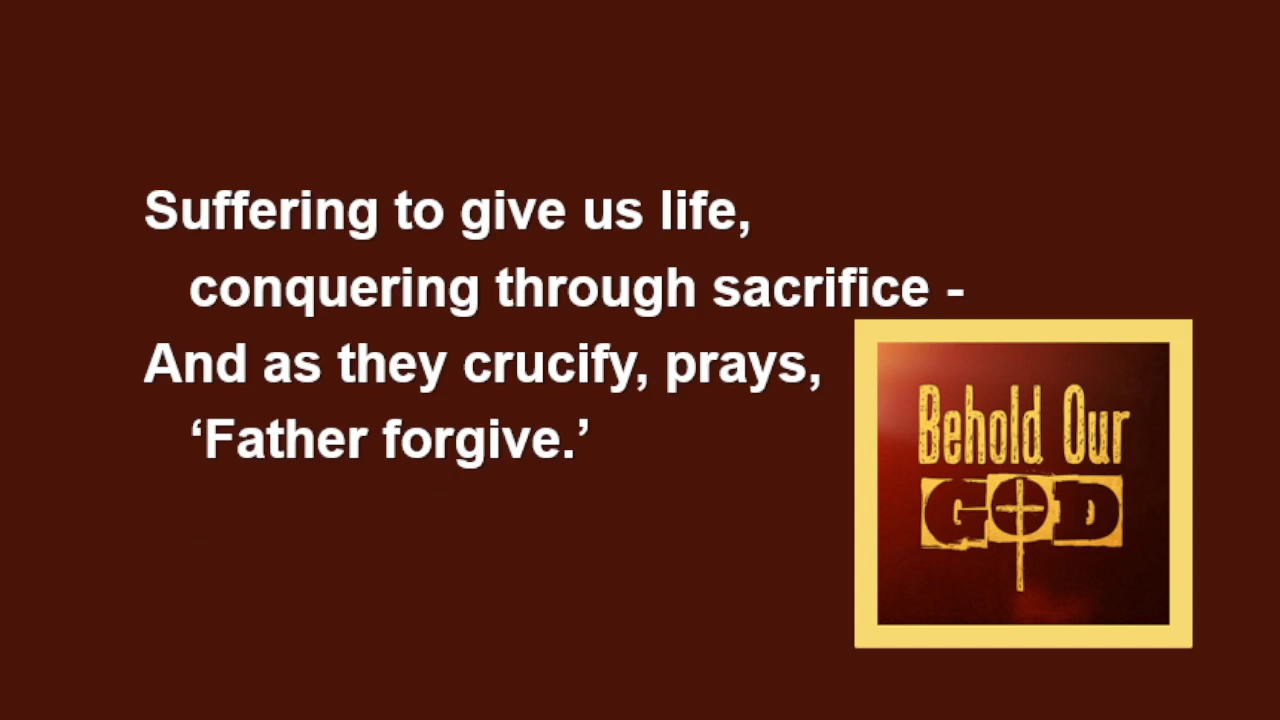 Suffering to give us life,
conquering through sacrifice -
And as they crucify, prays,
‘Father forgive.’
Behold Our
GOD